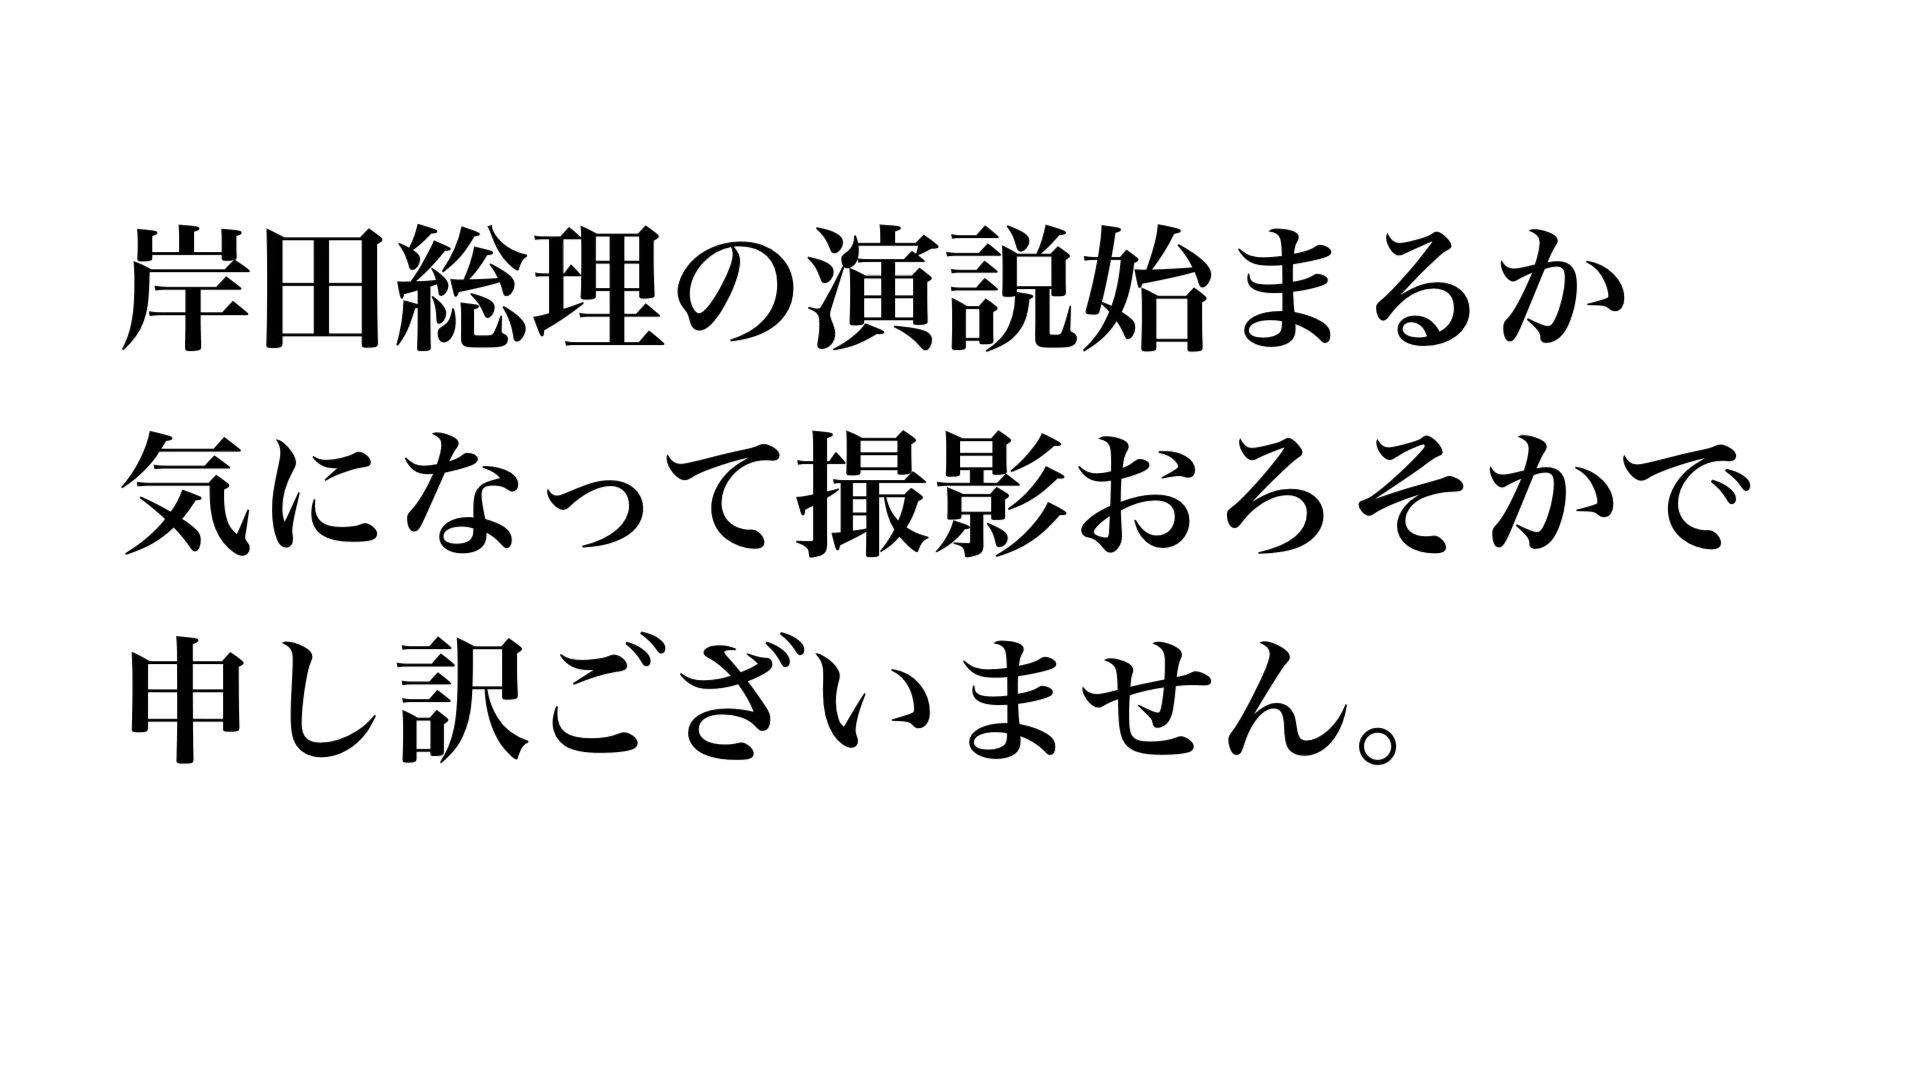 岸田総理の演説始まるか
気になって撮影おろそかで
申し訳ございません。